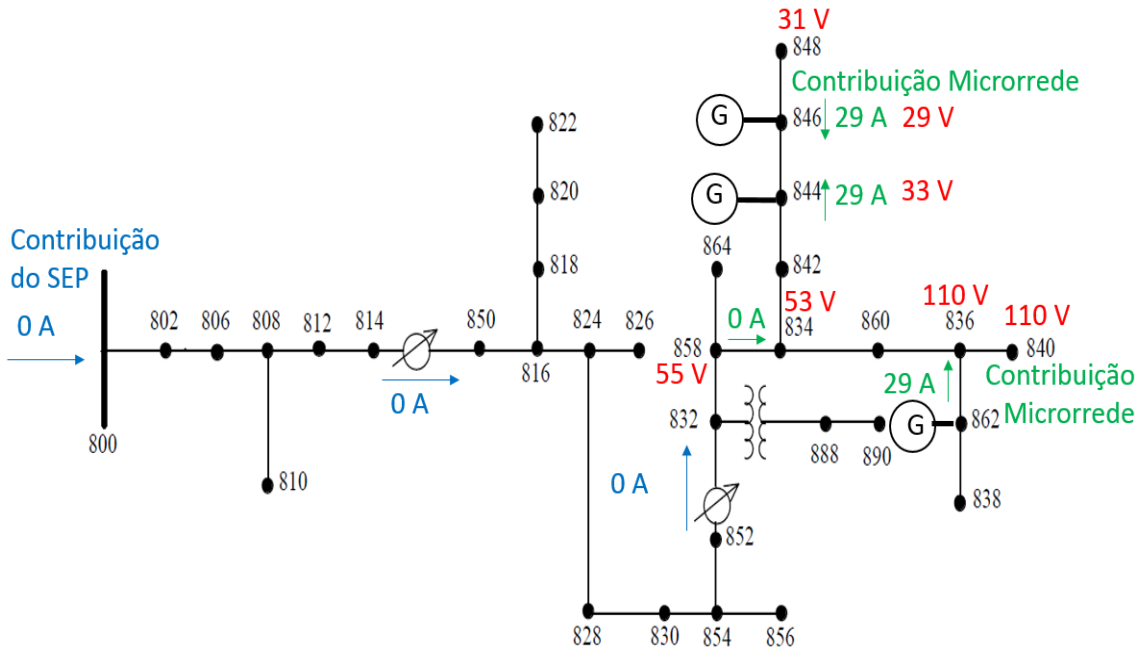 31 V
848
Contribuição Microrrede
G
846
29 A
29 V
822
G
844
29 A
33 V
820
864
Contribuição
do SEP
818
842
0 A
53 V
110 V
110 V
802
806
808
812
814
850
824
826
0 A
834
860
836
858
840
816
55 V
29 A
Contribuição
Microrrede
0 A
832
G
862
800
888
890
810
0 A
838
852
828
830
854
856